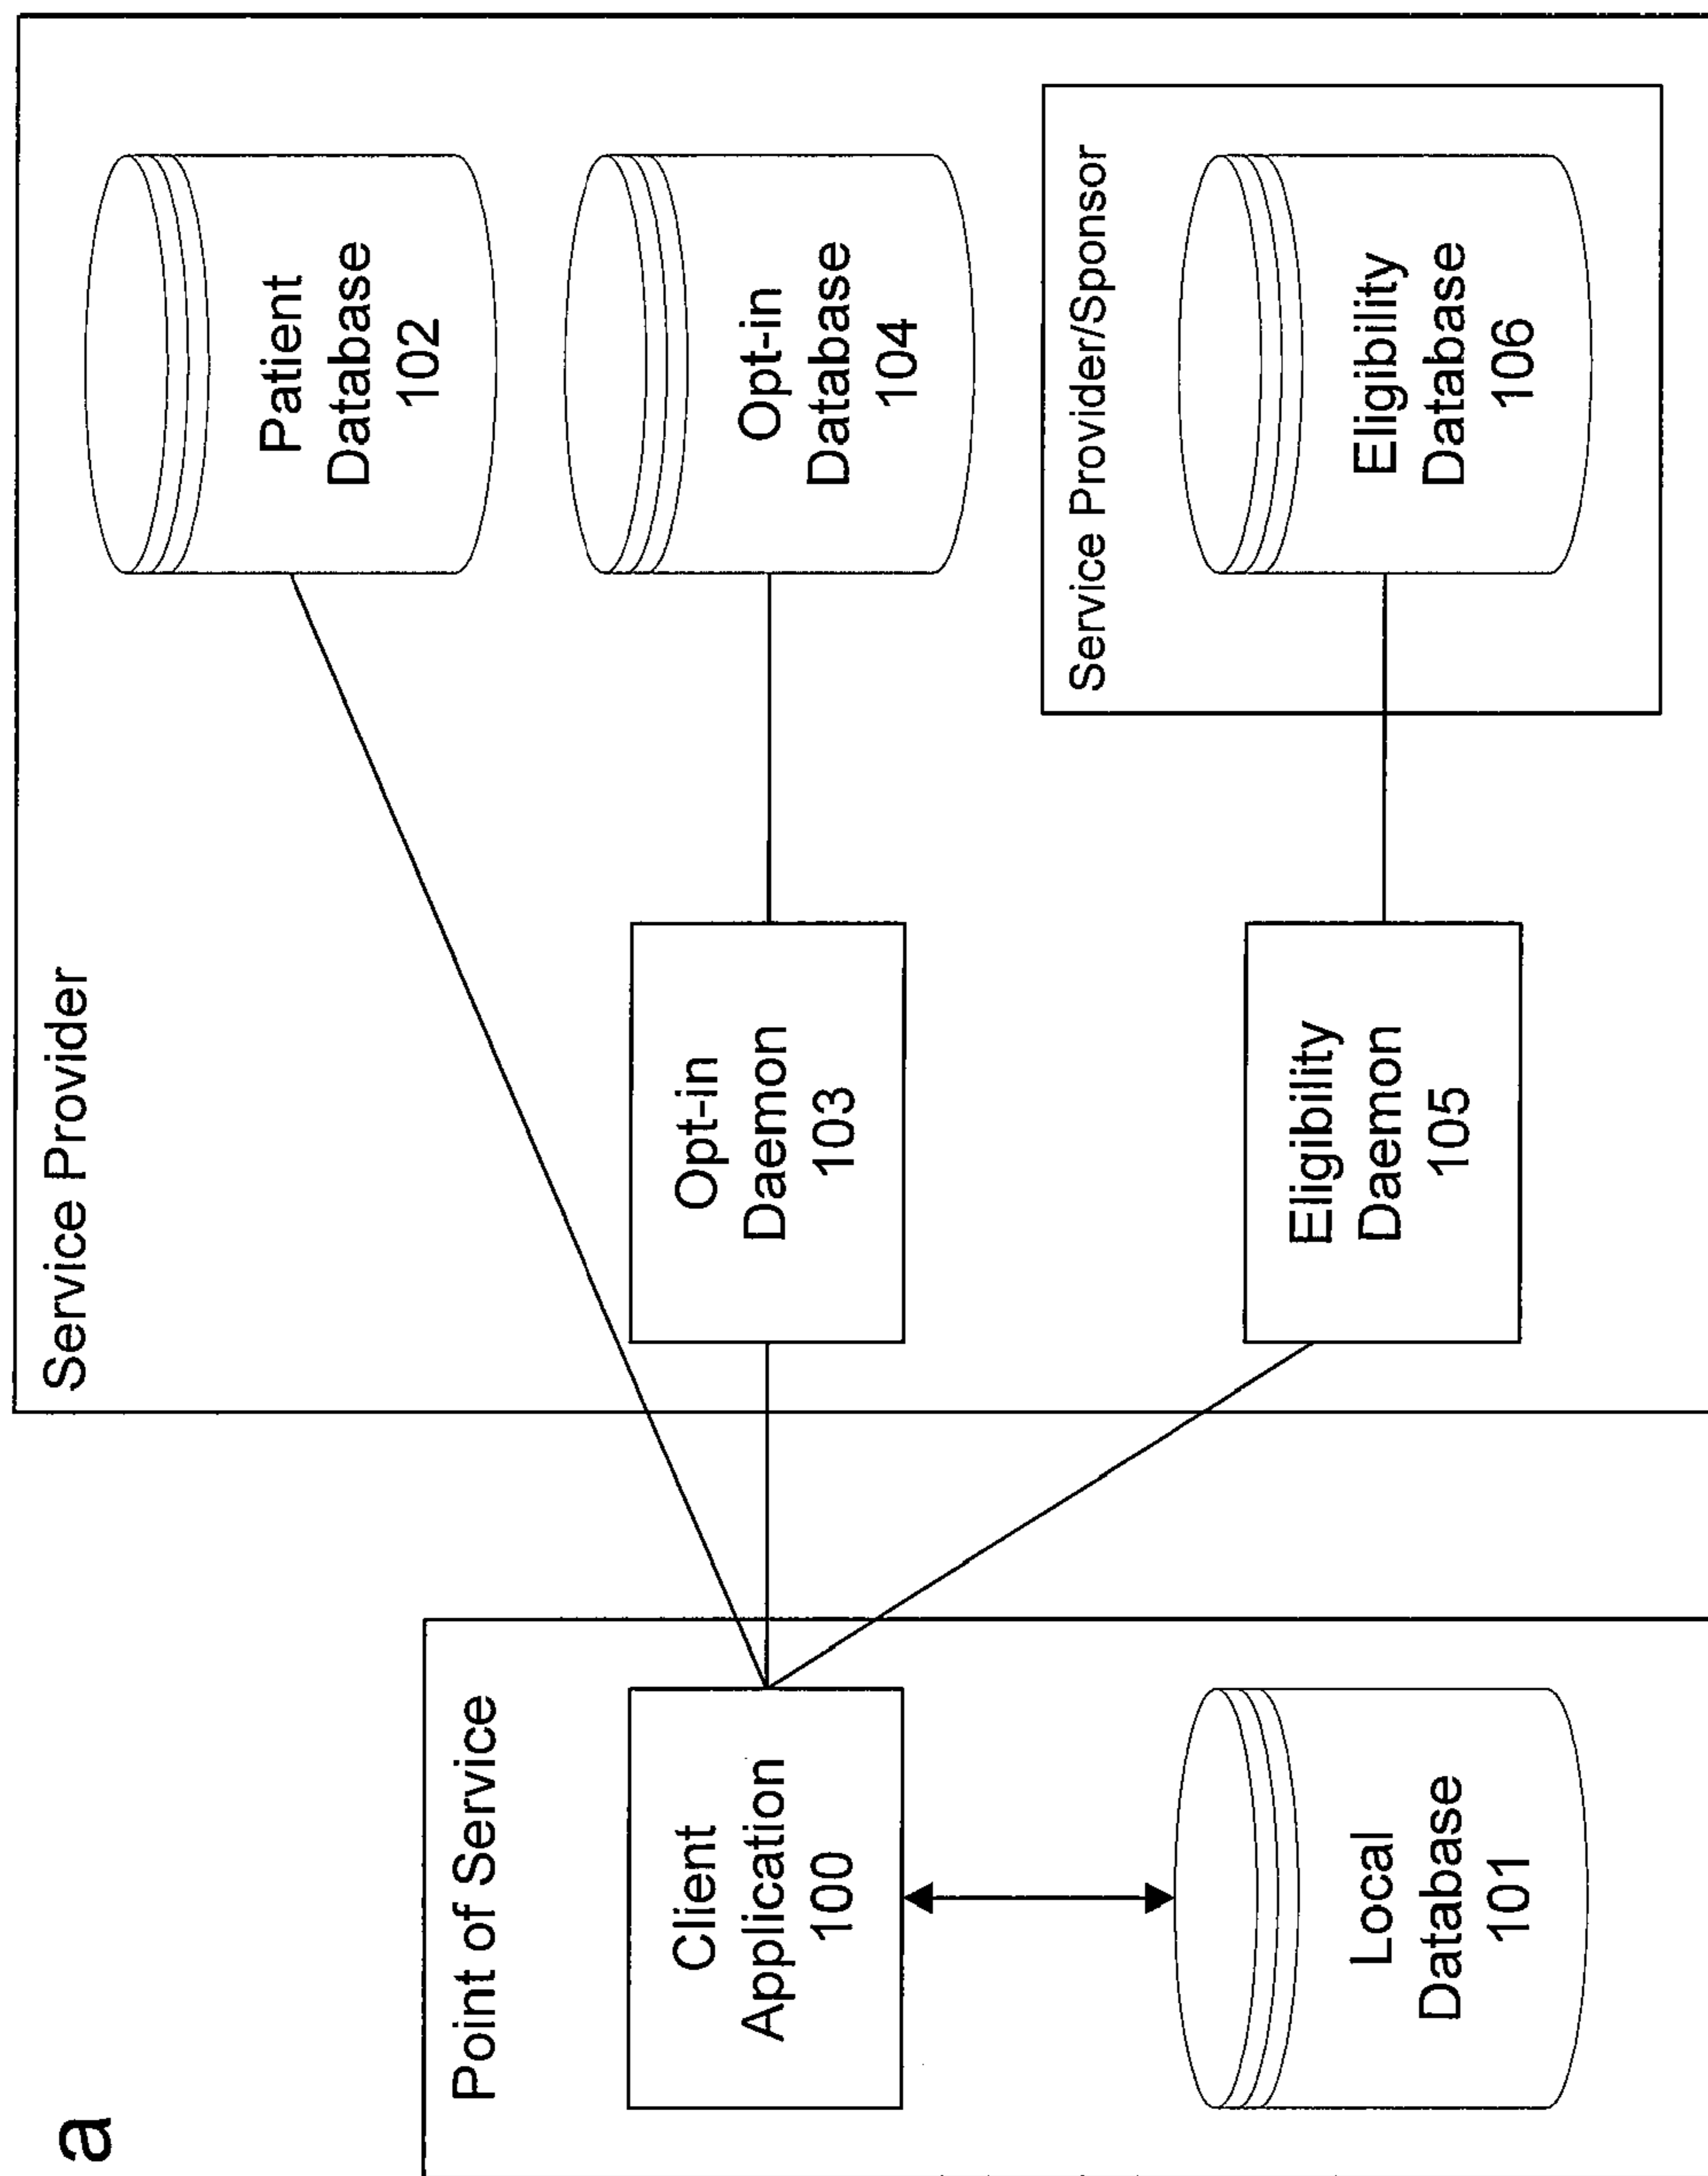 a
Service Provider
Point of Service
Client
Application
100
Local
Database
101
Opt-in
Daemon
103
Eligibility
Daemon
105
Patient
Database
102
Opt-in
Database
104
Service Provider/Sponsor
Eligibility
Database
106